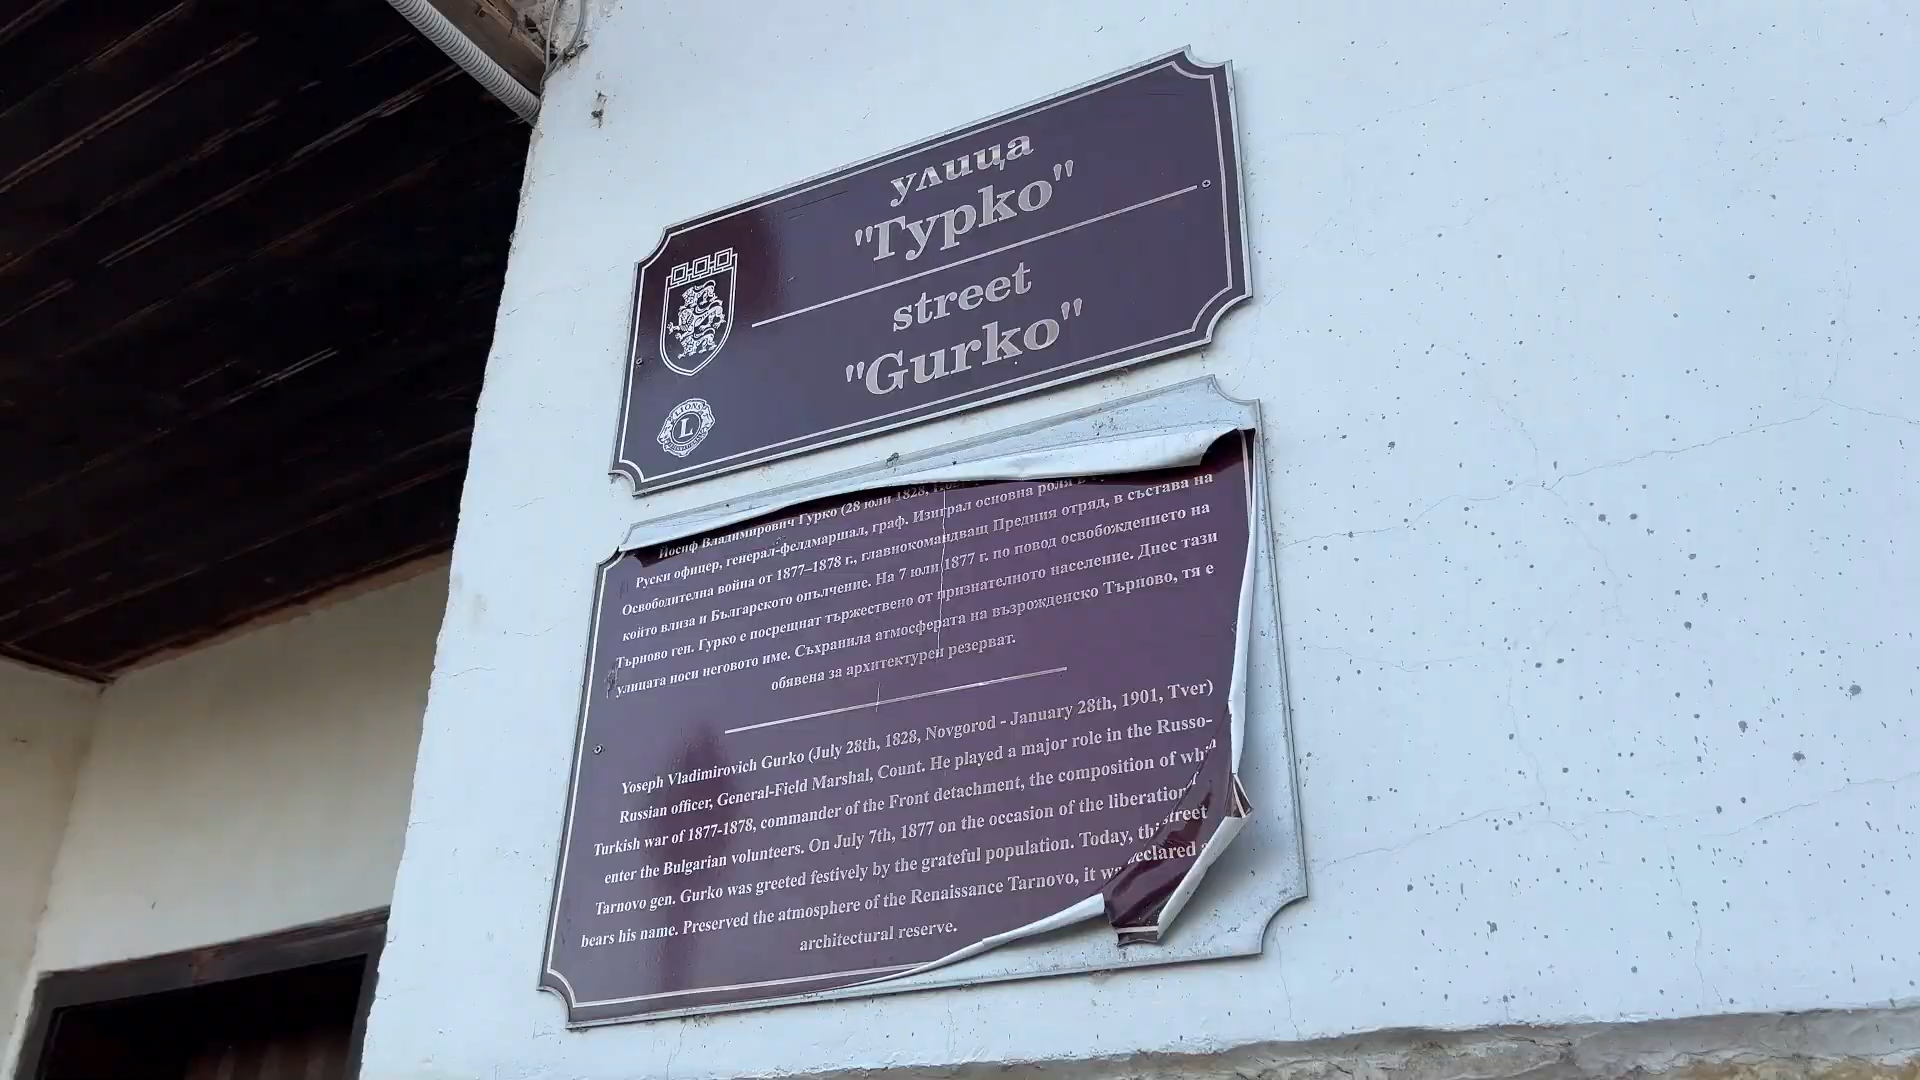 улица
"Гурко"
street
"Gurko"
LIONS
L
Йосиф Владимирович Гурко (28 юли 1828,
Руски офицер, генерал-фелдмаршал, граф. Изиграл основна роля в
Освободителна война от 1877–1878 г., главнокомандващ Предния отряд, в състава на
който влиза и Българското опълчение. На 7 юли 1877 г. по повод освобождението на
Търново ген. Гурко е посрещнат тържествено от признателното население. Днес тази
улицата носи неговото име. Съхранила атмосферата на възрожденско Търново, тя е
обявена за архитектурен резерват.
Yoseph Vladimirovich Gurko (July 28th, 1828, Novgorod - January 28th, 1901, Tver)
Russian officer, General-Field Marshal, Count. He played a major role in the Russo-
Turkish war of 1877-1878, commander of the Front detachment, the composition of
enter the Bulgarian volunteers. On July 7th, 1877 on the occasion of the liberation
Tarnovo gen. Gurko was greeted festively by the grateful population. Today, this street
bears his name. Preserved the atmosphere of the Renaissance Tarnovo, it declared
architectural reserve.